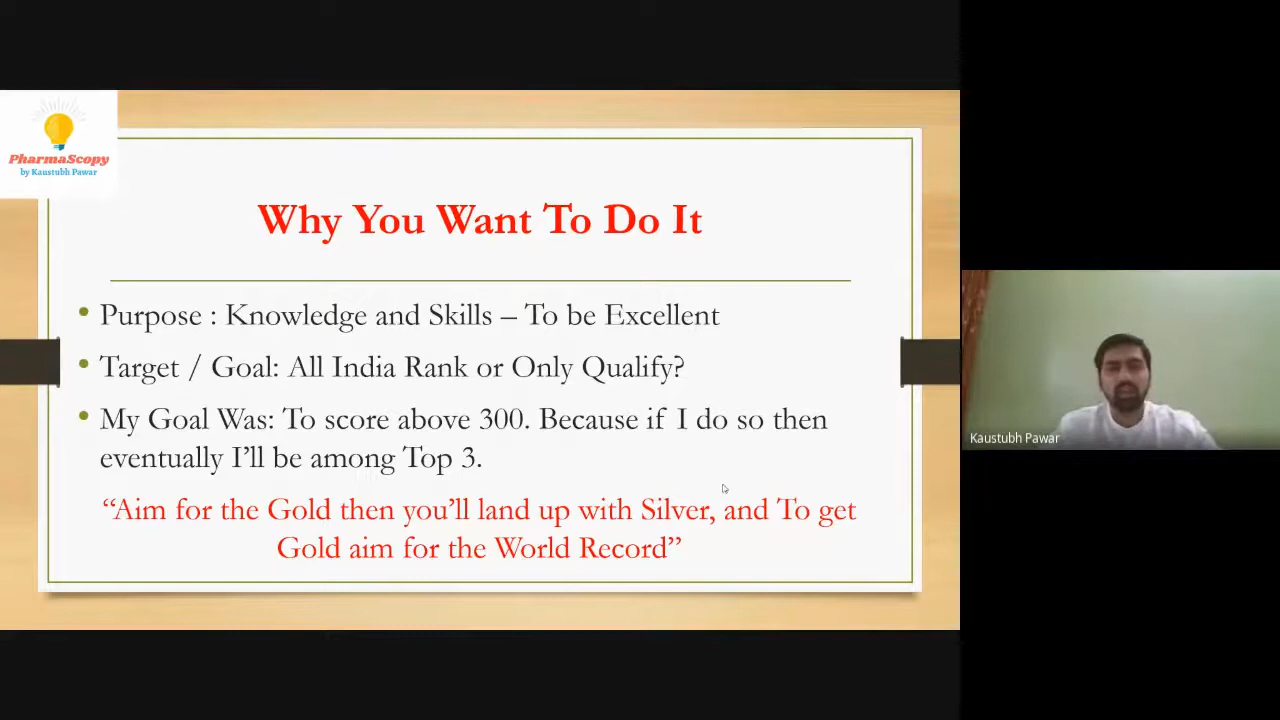 PharmaScopy
by Kaustubh Pawar
Why You Want To Do It
• Purpose : Knowledge and Skills – To be Excellent
• Target / Goal: All India Rank or Only Qualify?
• My Goal Was: To score above 300. Because if I do so then
eventually I’ll be among Top 3.
“Aim for the Gold then you’ll land up with Silver, and To get
Gold aim for the World Record”
Kaustubh Pawar